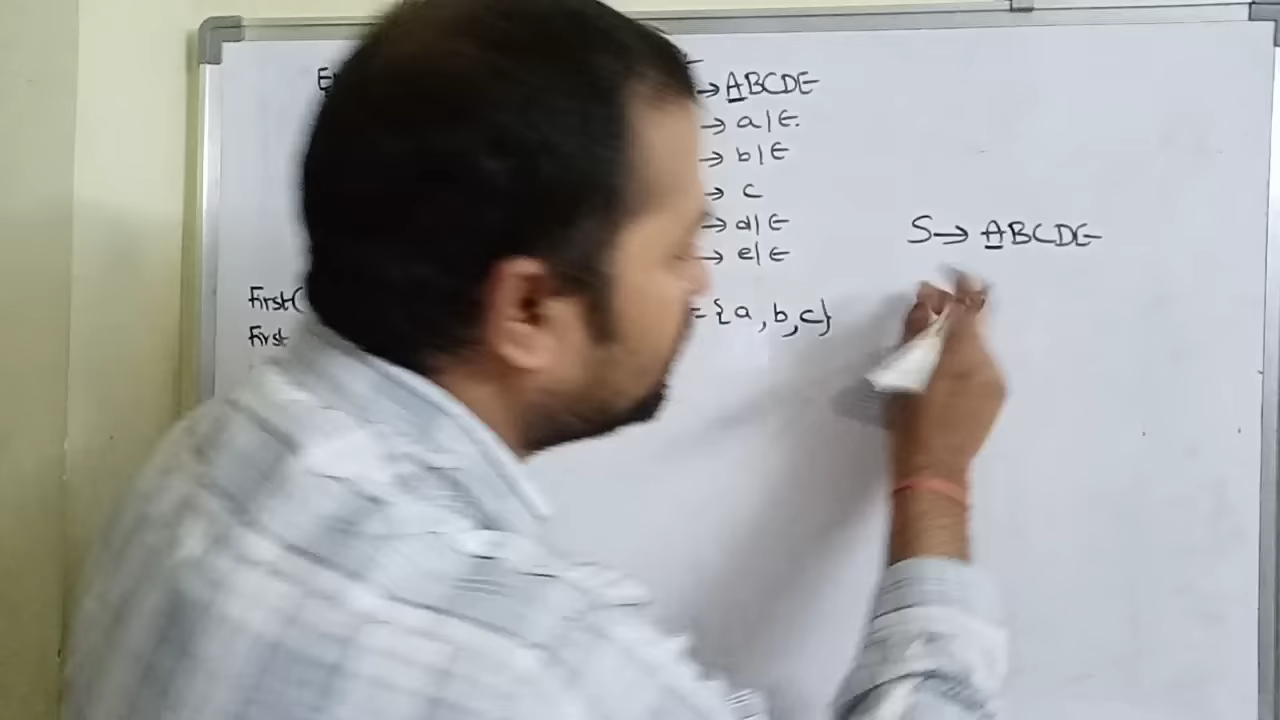 → ABCDE
→ a|ε
→ b|ε
→ c
→ d|ε
→ e|ε
S→ ABCDE
First(
= {a, b, c}
First